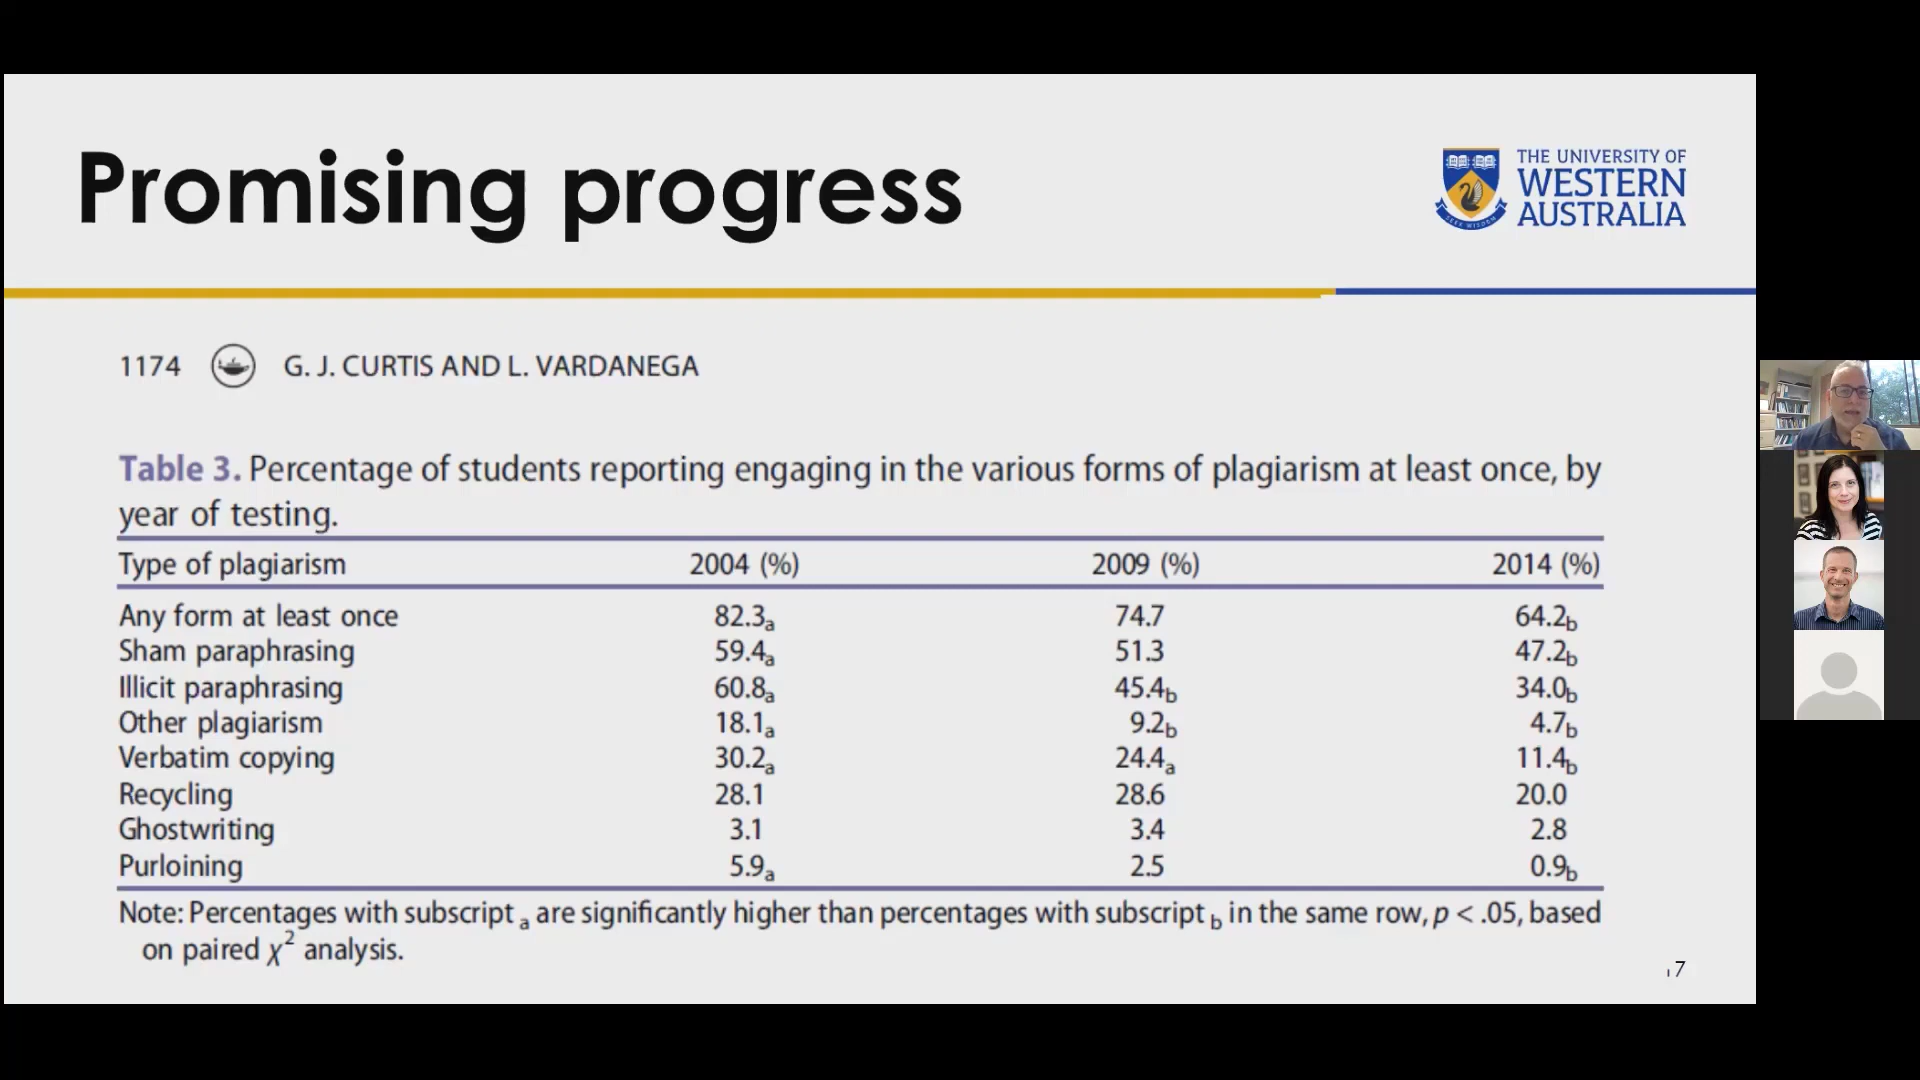 Promising progress
THE UNIVERSITY OF
WESTERN
AUSTRALIA
SEEK WISDOM
1174 G. J. CURTIS AND L. VARDANEGA
Table 3. Percentage of students reporting engaging in the various forms of plagiarism at least once, by
year of testing.
Type of plagiarism 2004 (%) 2009 (%) 2014 (%)
Any form at least once 82.3a 74.7 64.2b
Sham paraphrasing 59.4a 51.3 47.2b
Illicit paraphrasing 60.8a 45.4b 34.0b
Other plagiarism 18.1a 9.2b 4.7b
Verbatim copying 30.2a 24.4a 11.4b
Recycling 28.1 28.6 20.0
Ghostwriting 3.1 3.4 2.8
Purloining 5.9a 2.5 0.9b
Note: Percentages with subscript a are significantly higher than percentages with subscript b in the same row, p < .05, based
on paired χ² analysis.
17